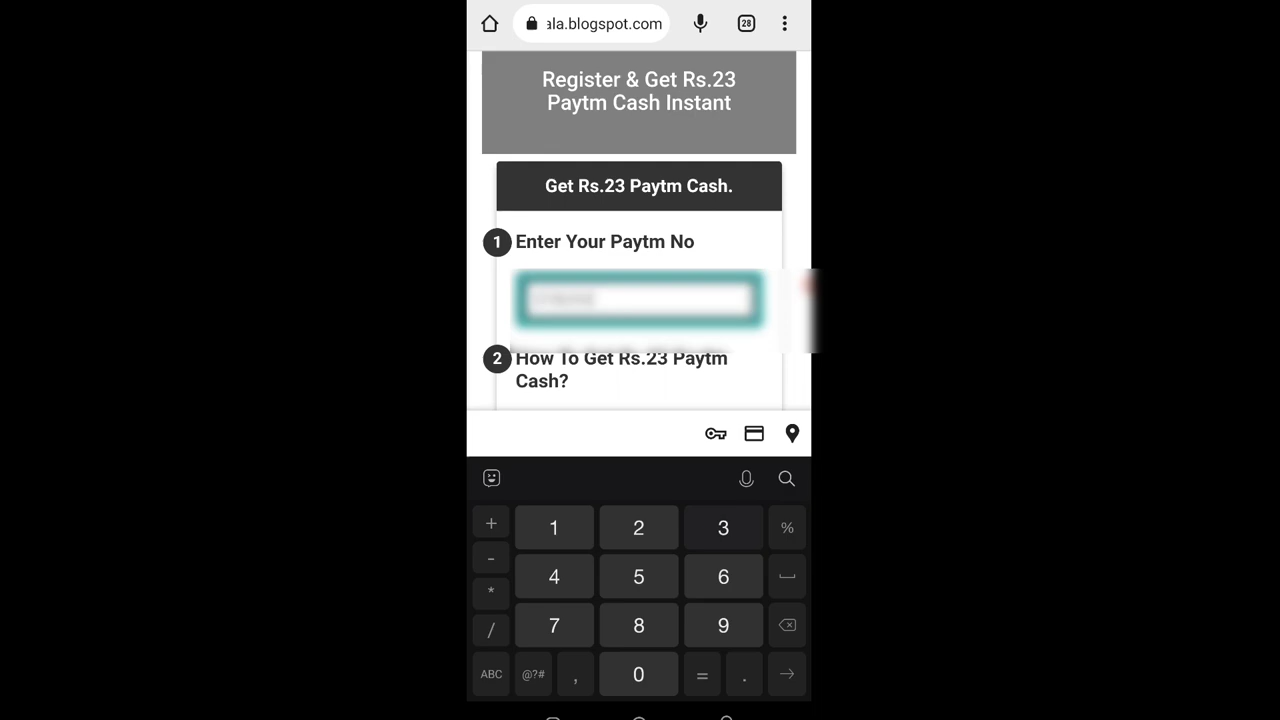 ala.blogspot.com
28
Register & Get Rs.23
Paytm Cash Instant
Get Rs.23 Paytm Cash.
1 Enter Your Paytm No
2 How To Get Rs.23 Paytm
Cash?
+ 1 2 3 %
- 4 5 6
* 7 8 9
/
ABC @?# , 0 = .